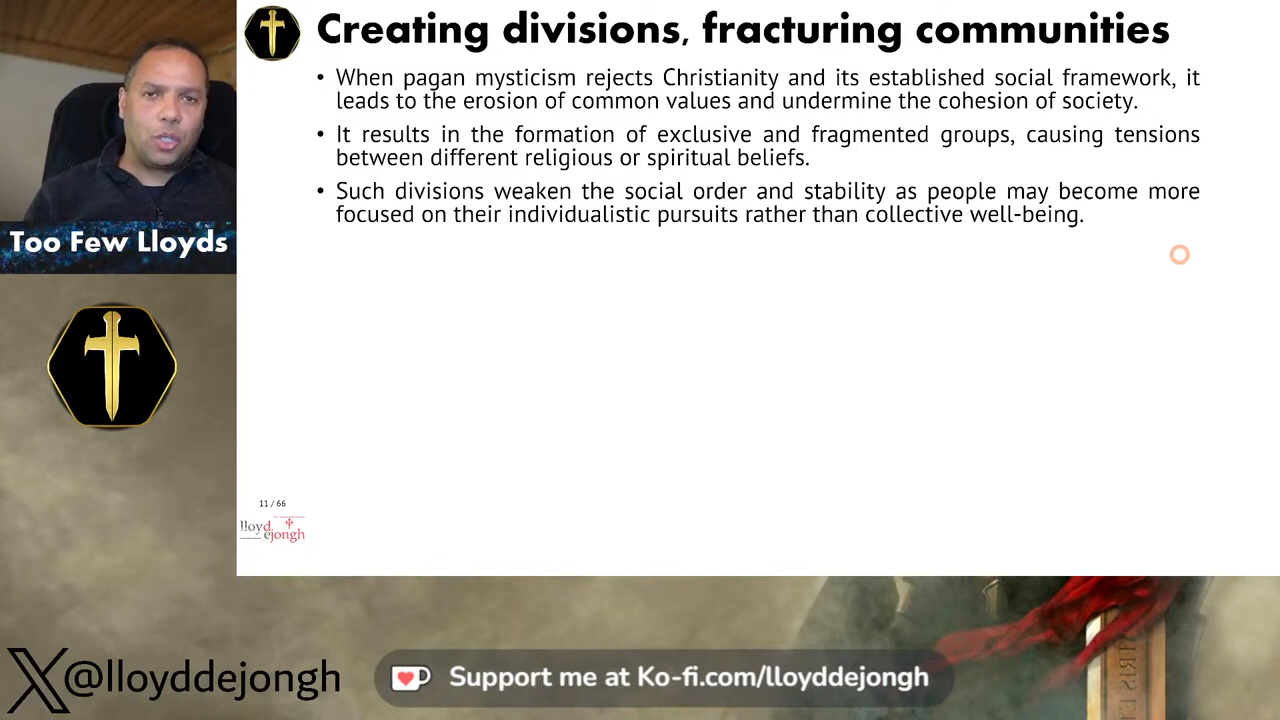 Creating divisions, fracturing communities
• When pagan mysticism rejects Christianity and its established social framework, it
leads to the erosion of common values and undermine the cohesion of society.
• It results in the formation of exclusive and fragmented groups, causing tensions
between different religious or spiritual beliefs.
• Such divisions weaken the social order and stability as people may become more
focused on their individualistic pursuits rather than collective well-being.
Too Few Lloyds
11 / 66
lloyd
ejongh
X@lloyddejongh
Support me at Ko-fi.com/lloyddejongh